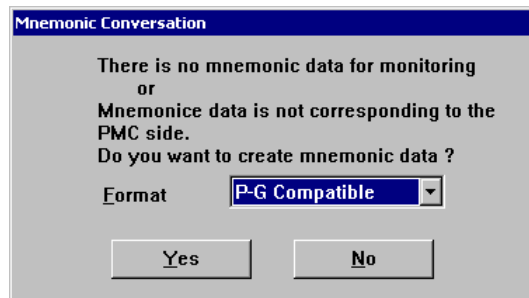 Mnemonic Conversation
There is no mnemonic data for monitoring
or
Mnemonice data is not corresponding to the
PMC side.
Do you want to create mnemonic data ?
Format P-G Compatible
Yes No